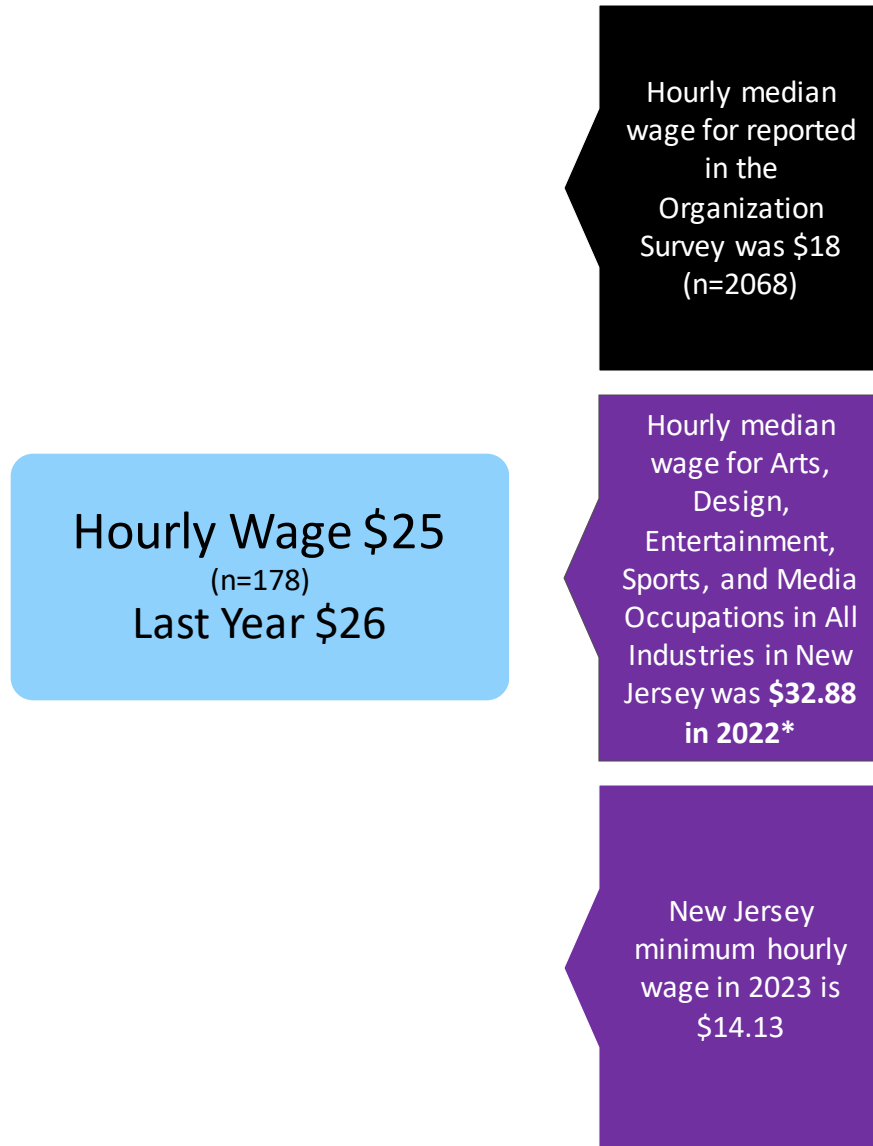 Hourly median
wage for reported
in the
Organization
Survey was $18
(n=2068)
Hourly Wage $25
(n=178)
Last Year $26
Hourly median
wage for Arts,
Design,
Entertainment,
Sports, and Media
Occupations in All
Industries in New
Jersey was $32.88
in 2022*
New Jersey
minimum hourly
wage in 2023 is
$14.13